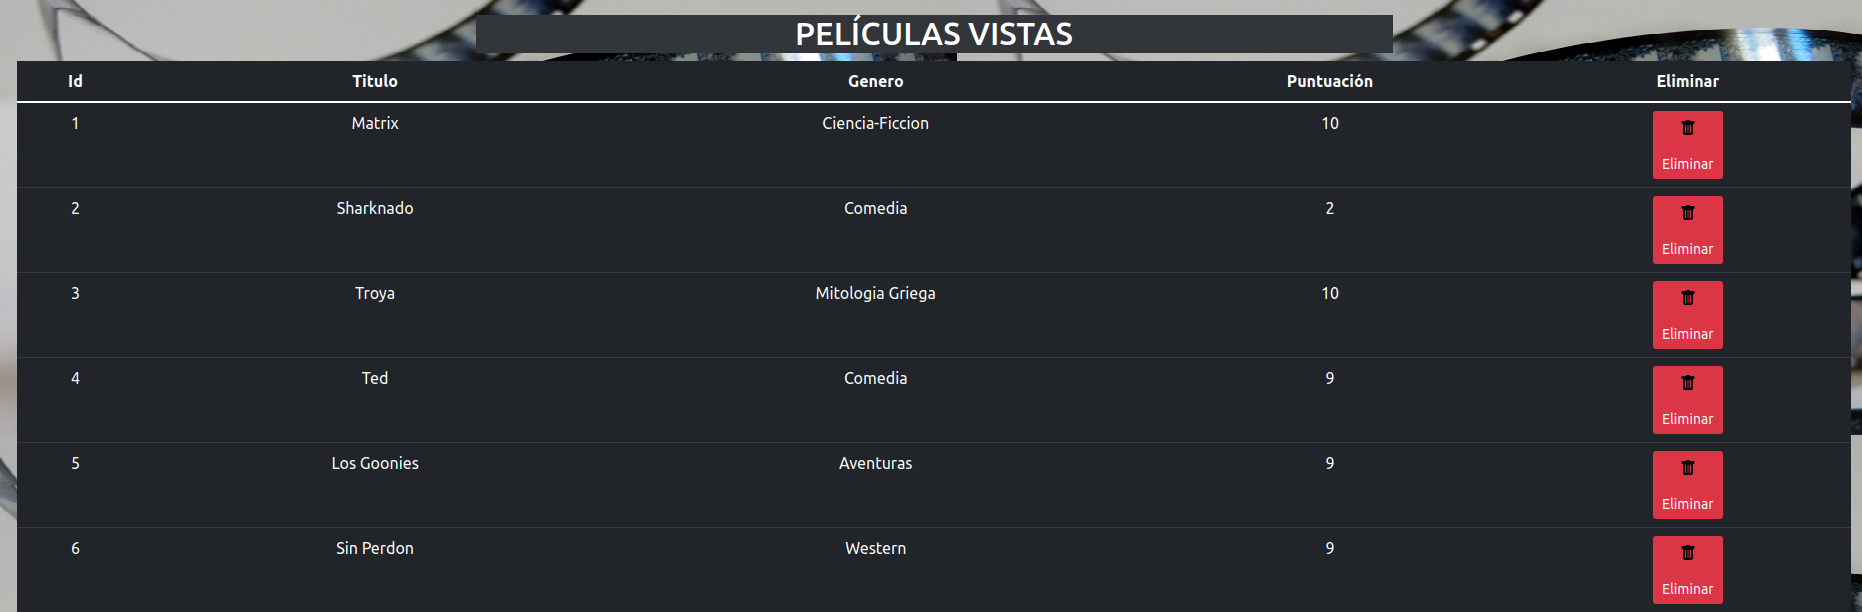 PELÍCULAS VISTAS
Id Titulo Genero Puntuación Eliminar
1 Matrix Ciencia-Ficcion 10 Eliminar
2 Sharknado Comedia 2 Eliminar
3 Troya Mitologia Griega 10 Eliminar
4 Ted Comedia 9 Eliminar
5 Los Goonies Aventuras 9 Eliminar
6 Sin Perdon Western 9 Eliminar